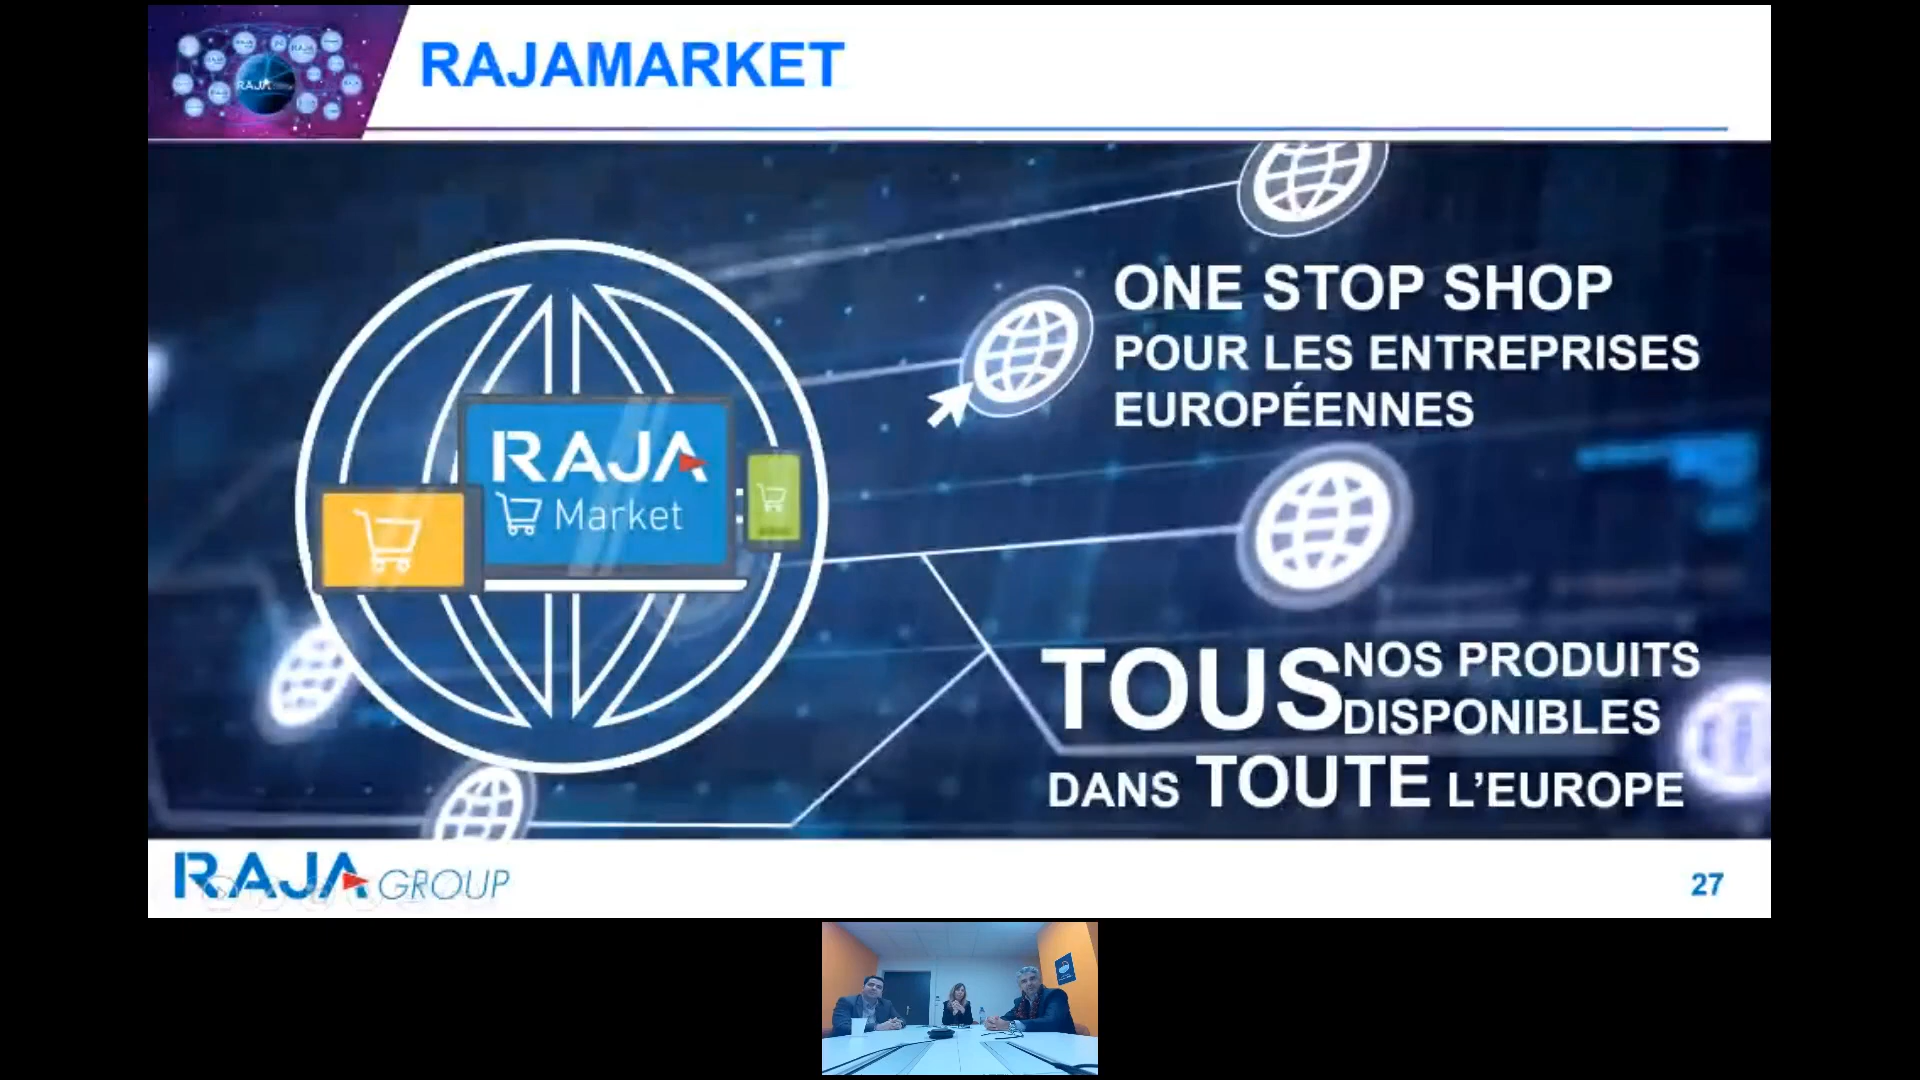 RAJA
RAJAMARKET
ONE STOP SHOP
POUR LES ENTREPRISES
EUROPÉENNES
RAJA
Market
TOUS NOS PRODUITS
DISPONIBLES
DANS TOUTE L’EUROPE
RAJA GROUP
27